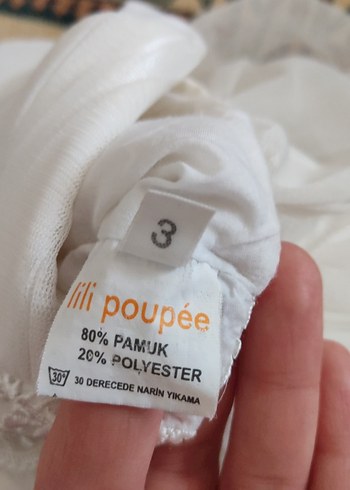 3
lili poupée
80% PAMUK
20% POLYESTER
30° 30 DERECEDE NARİN YIKAMA